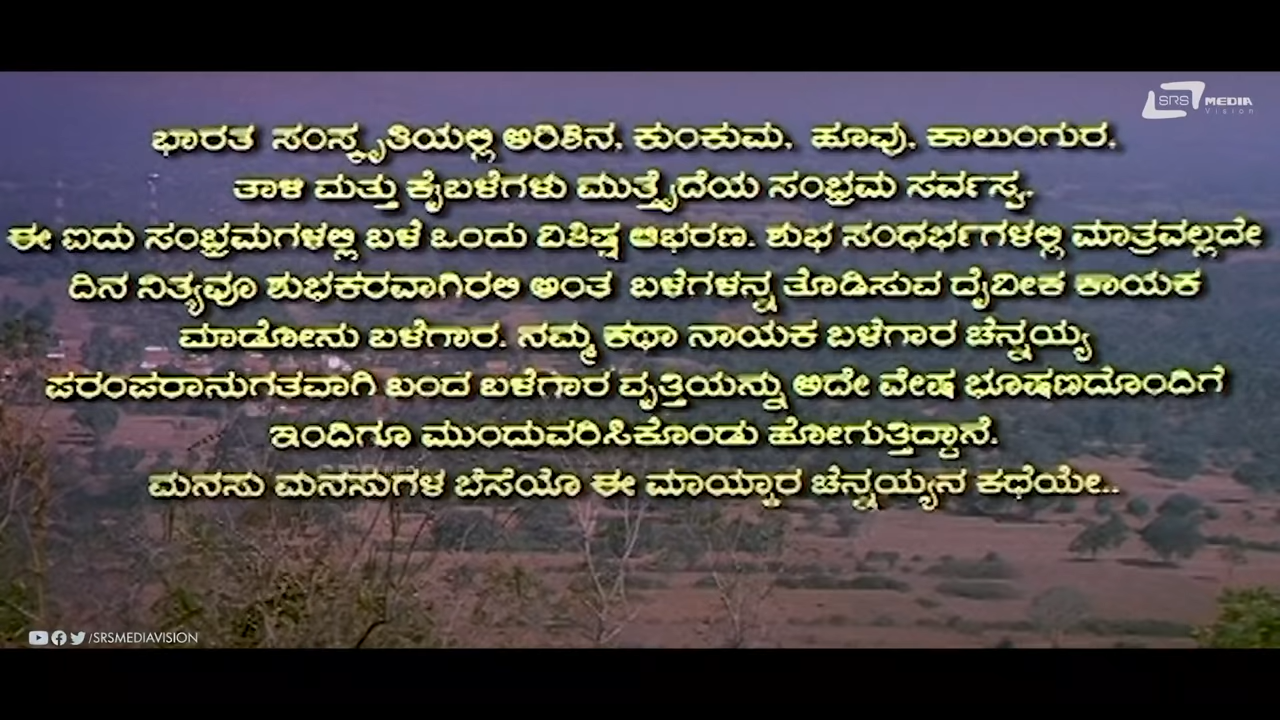 SRS MEDIA
Vision
ಭಾರತ ಸಂಸ್ಕೃತಿಯಲ್ಲಿ ಅರಿಶಿನ, ಕುಂಕುಮ, ಹೂವು, ಕಾಲುಂಗುರ,
ತಾಳಿ ಮತ್ತು ಕೈಬಳೆಗಳು ಮುತ್ತೈದೆಯ ಸಂಭ್ರಮ ಸರ್ವಸ್ವ.
ಈ ಐದು ಸಂಭ್ರಮಗಳಲ್ಲಿ ಬಳೆ ಒಂದು ವಿಶಿಷ್ಟ ಆಭರಣ. ಶುಭ ಸಂಧರ್ಭಗಳಲ್ಲಿ ಮಾತ್ರವಲ್ಲದೇ
ದಿನ ನಿತ್ಯವೂ ಶುಭಕರವಾಗಿರಲಿ ಅಂತ ಬಳೆಗಳನ್ನ ತೊಡಿಸುವ ದೈವೀಕ ಕಾಯಕ
ಮಾಡೋನು ಬಳೆಗಾರ. ನಮ್ಮ ಕಥಾ ನಾಯಕ ಬಳೆಗಾರ ಚೆನ್ನಯ್ಯ
ಪರಂಪರಾನುಗತವಾಗಿ ಬಂದ ಬಳೆಗಾರ ವೃತ್ತಿಯನ್ನು ಅದೇ ವೇಷ ಭೂಷಣದೊಂದಿಗೆ
ಇಂದಿಗೂ ಮುಂದುವರಿಸಿಕೊಂಡು ಹೋಗುತ್ತಿದ್ದಾನೆ.
ಮನಸು ಮನಸುಗಳ ಬೆಸೆಯೊ ಈ ಮಾಯ್ಕಾರ ಚೆನ್ನಯ್ಯನ ಕಥೆಯೇ..
/SRSMEDIAVISION